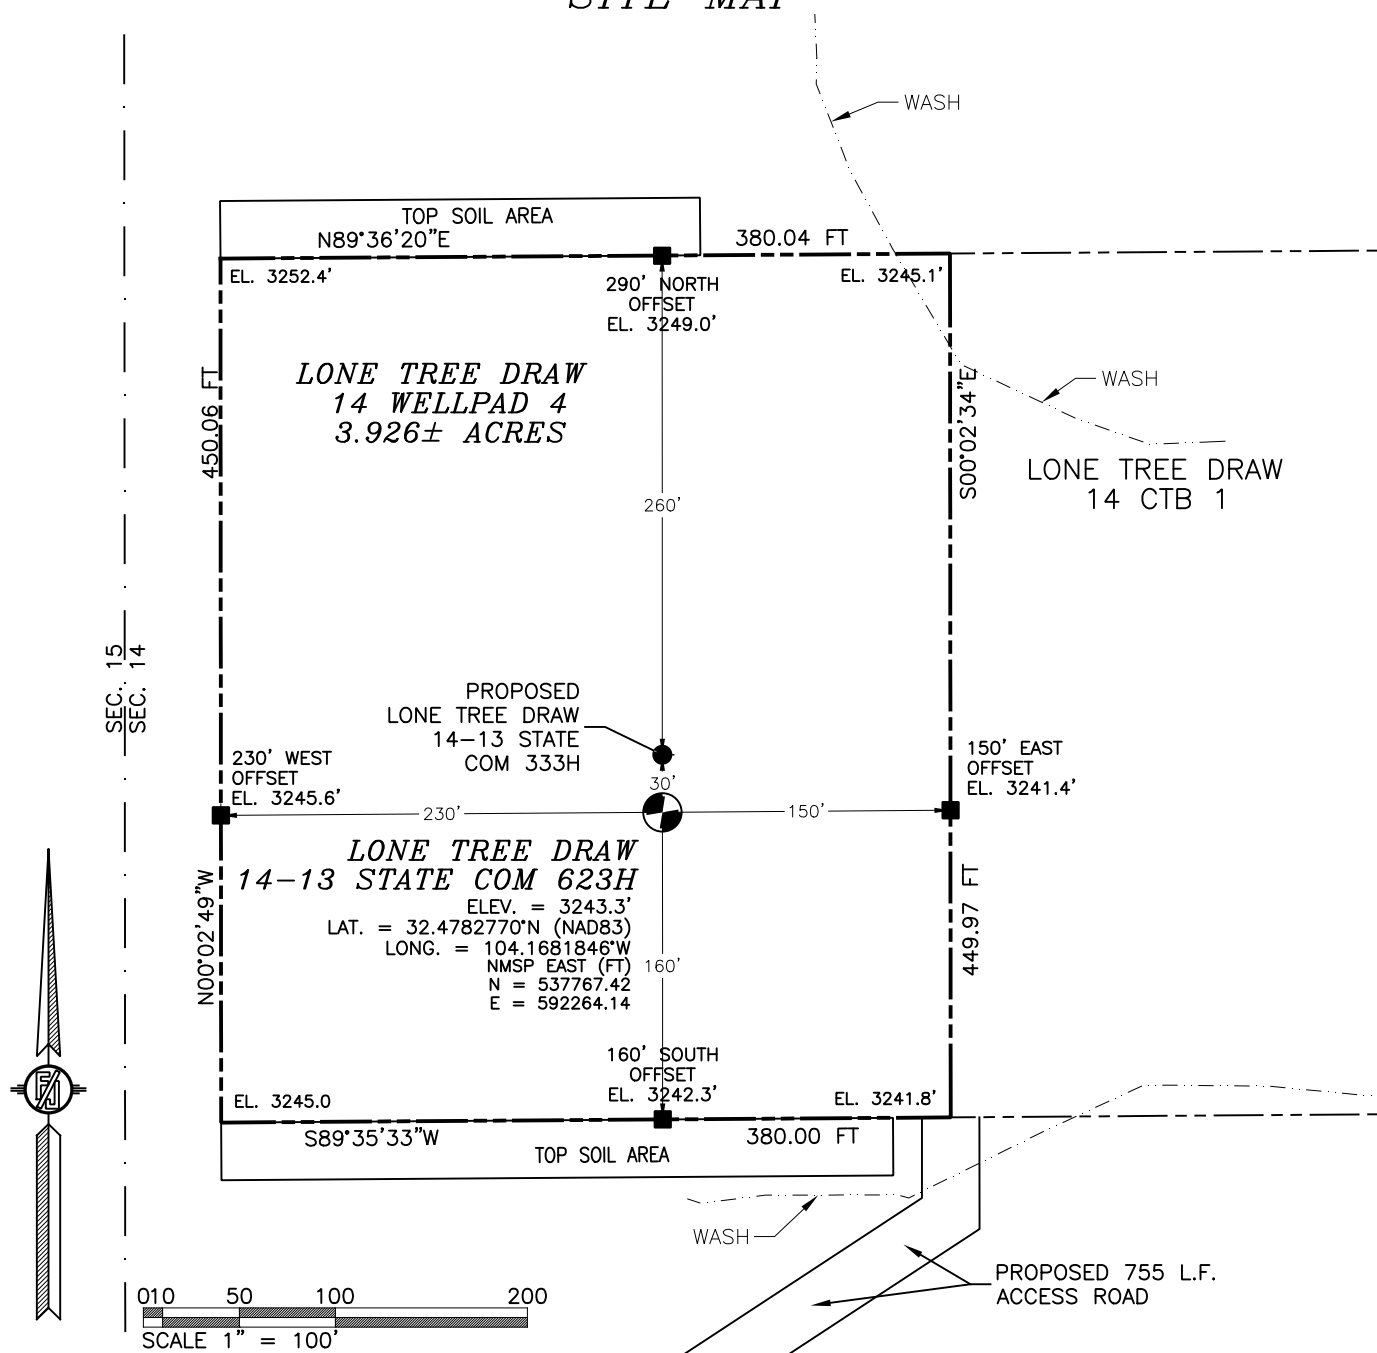 SITE MAP
WASH
TOP SOIL AREA
N89°36'20"E
380.04 FT
EL. 3252.4'
290' NORTH
OFFSET
EL. 3249.0'
EL. 3245.1'
LONE TREE DRAW
14 WELLPAD 4
3.926± ACRES
450.06 FT
S00°02'34"E
WASH
LONE TREE DRAW
14 CTB 1
260'
SEC. 15
SEC. 14
PROPOSED
LONE TREE DRAW
14-13 STATE
COM 333H
230' WEST
OFFSET
EL. 3245.6'
30'
150' EAST
OFFSET
EL. 3241.4'
230'
150'
LONE TREE DRAW
14-13 STATE COM 623H
ELEV. = 3243.3'
LAT. = 32.4782770°N (NAD83)
LONG. = 104.1681846°W
NMSP EAST (FT)
N = 537767.42
E = 592264.14
160'
N00°02'49"W
449.97 FT
160' SOUTH
OFFSET
EL. 3242.3'
EL. 3245.0
EL. 3241.8'
S89°35'33"W
380.00 FT
TOP SOIL AREA
WASH
PROPOSED 755 L.F.
ACCESS ROAD
010 50 100 200
SCALE 1" = 100'